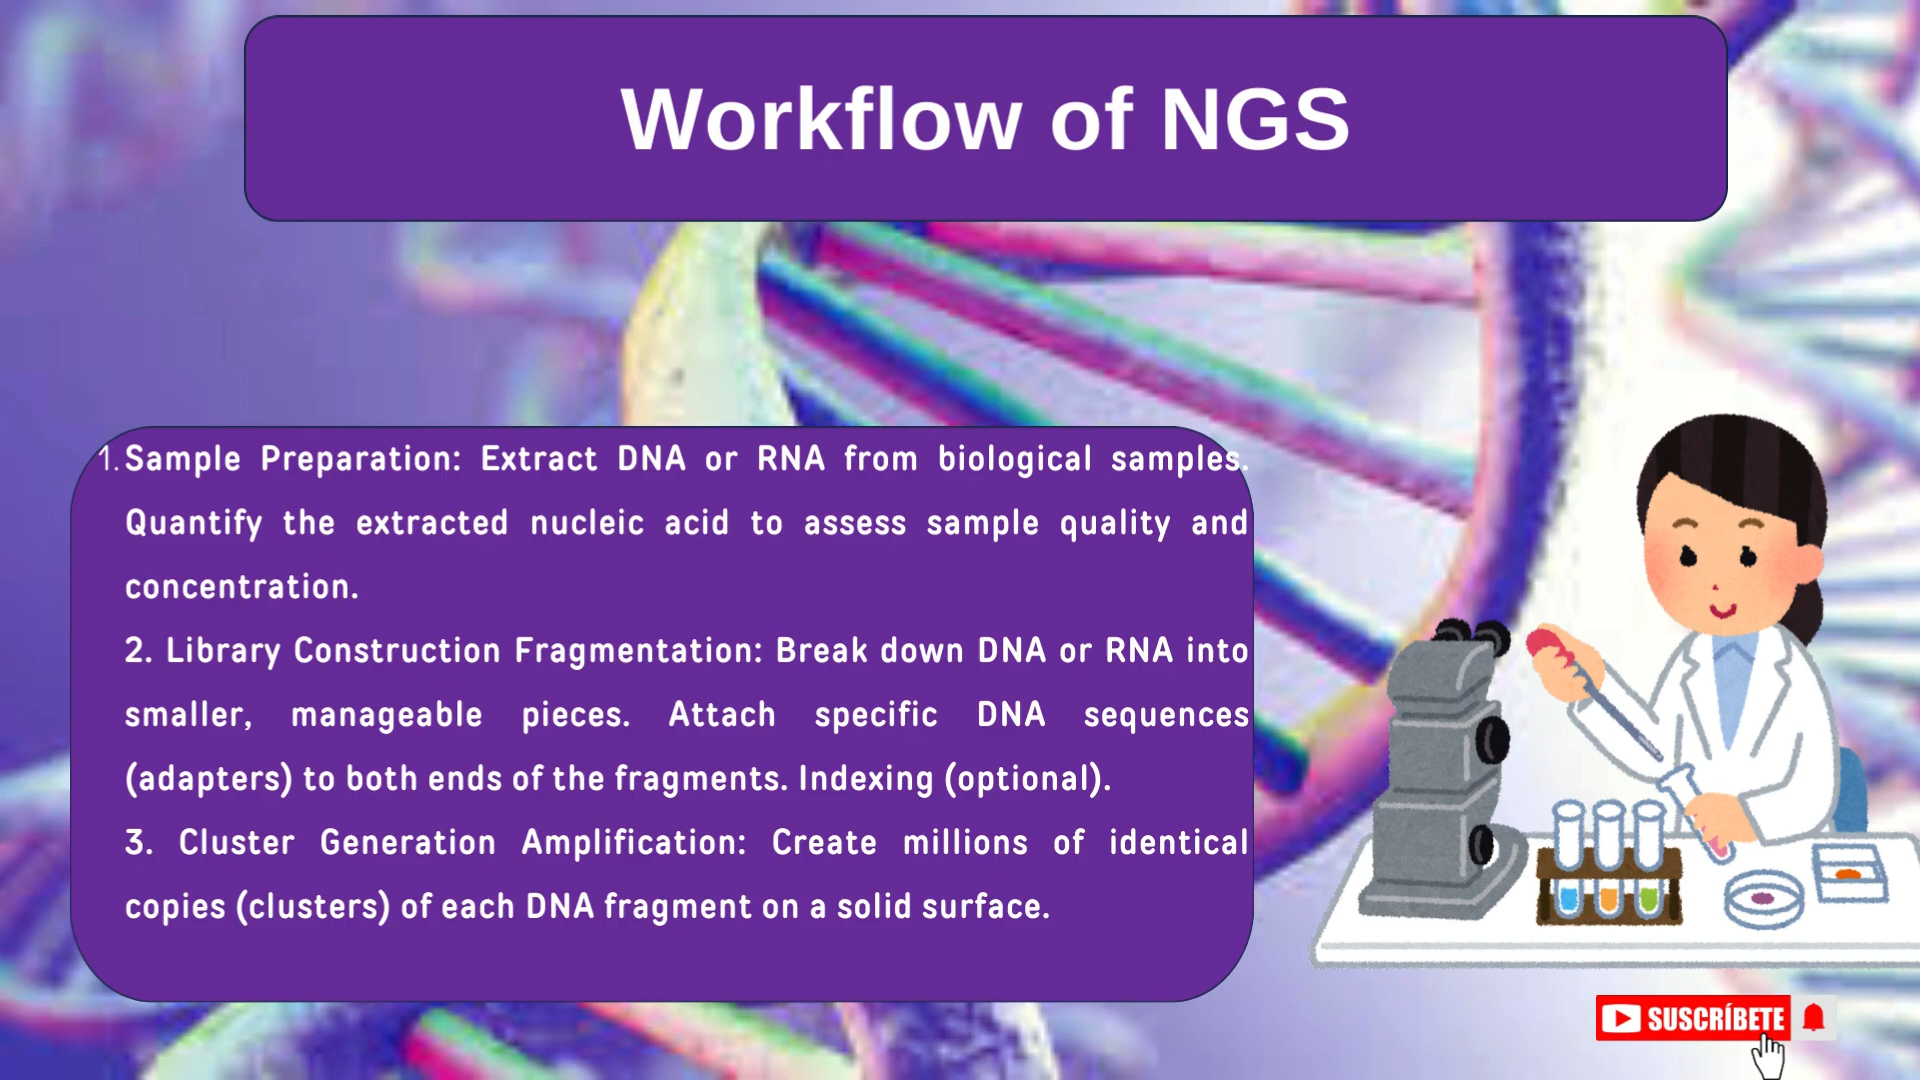 Workflow of NGS
1. Sample Preparation: Extract DNA or RNA from biological samples.
Quantify the extracted nucleic acid to assess sample quality and
concentration.
2. Library Construction Fragmentation: Break down DNA or RNA into
smaller, manageable pieces. Attach specific DNA sequences
(adapters) to both ends of the fragments. Indexing (optional).
3. Cluster Generation Amplification: Create millions of identical
copies (clusters) of each DNA fragment on a solid surface.
SUSCRÍBETE